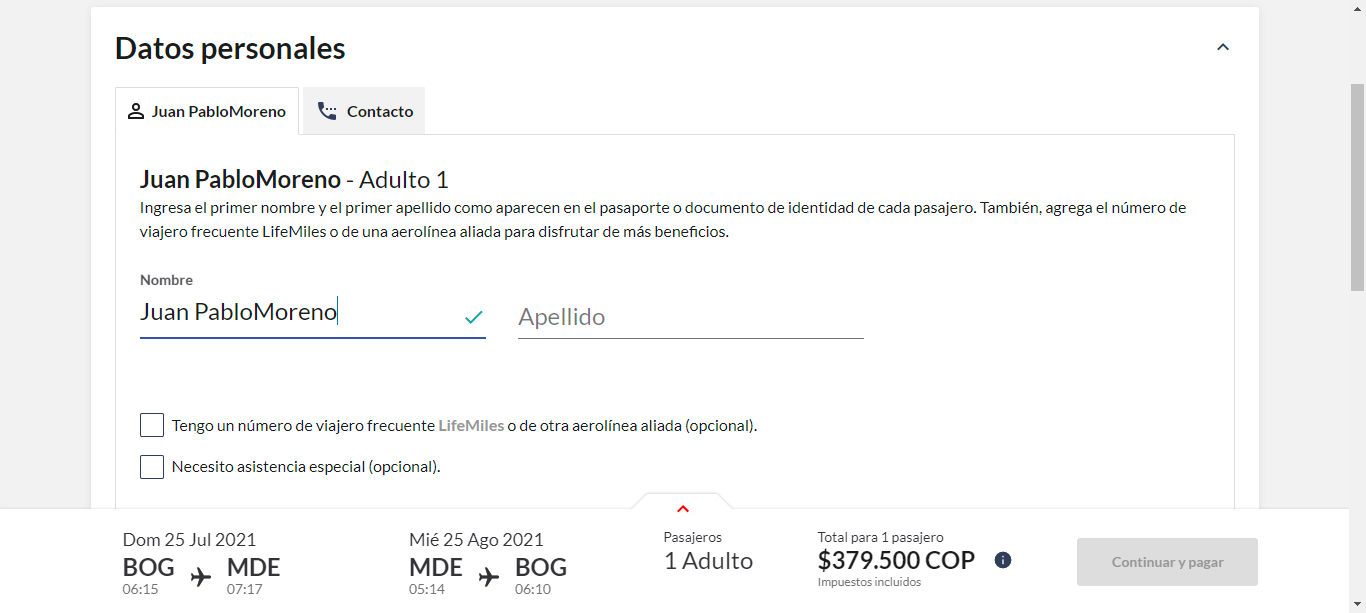 Datos personales
Juan PabloMoreno
Contacto
Juan PabloMoreno - Adulto 1
Ingresa el primer nombre y el primer apellido como aparecen en el pasaporte o documento de identidad de cada pasajero. También, agrega el número de
viajero frecuente LifeMiles o de una aerolínea aliada para disfrutar de más beneficios.
Nombre
Juan PabloMoreno
Apellido
Tengo un número de viajero frecuente LifeMiles o de otra aerolínea aliada (opcional).
Necesito asistencia especial (opcional).
Dom 25 Jul 2021
BOG MDE
06:15 07:17
Mié 25 Ago 2021
MDE BOG
05:14 06:10
Pasajeros
1 Adulto
Total para 1 pasajero
$379.500 COP
Impuestos incluidos
Continuar y pagar